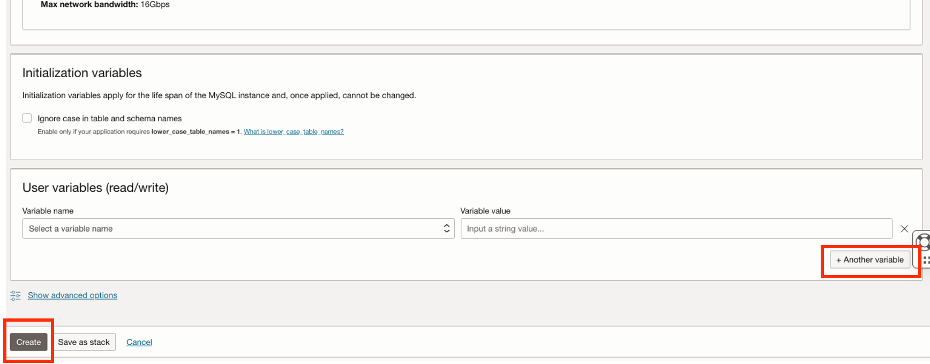 Max network bandwidth: 16Gbps
Initialization variables
Initialization variables apply for the life span of the MySQL instance and, once applied, cannot be changed.
Ignore case in table and schema names
Enable only if your application requires lower_case_table_names = 1. What is lower_case_table_names?
User variables (read/write)
Variable name Variable value
Select a variable name Input a string value...
+ Another variable
Show advanced options
Create Save as stack Cancel